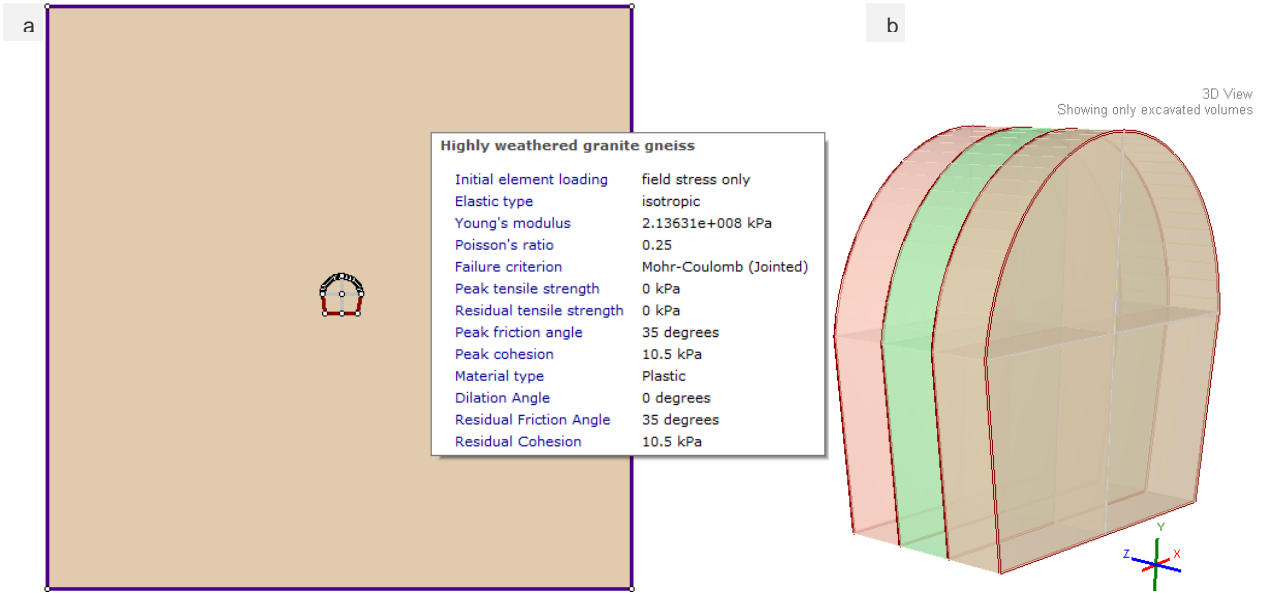 a
b
3D View
Showing only excavated volumes
Highly weathered granite gneiss
Initial element loading field stress only
Elastic type isotropic
Young's modulus 2.13631e+008 kPa
Poisson's ratio 0.25
Failure criterion Mohr-Coulomb (Jointed)
Peak tensile strength 0 kPa
Residual tensile strength 0 kPa
Peak friction angle 35 degrees
Peak cohesion 10.5 kPa
Material type Plastic
Dilation Angle 0 degrees
Residual Friction Angle 35 degrees
Residual Cohesion 10.5 kPa
Y
Z X